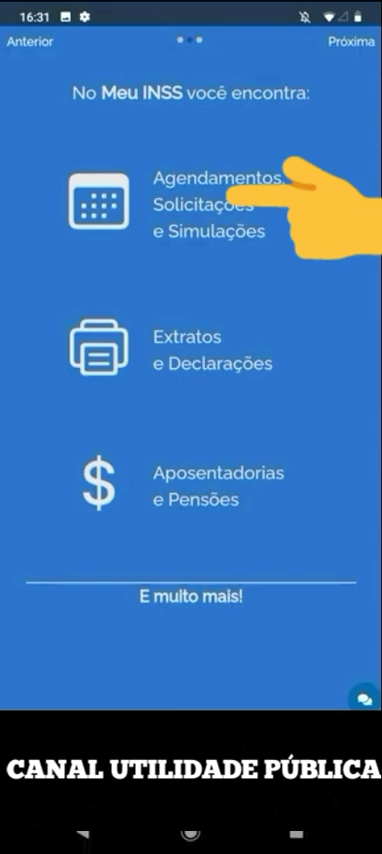 16:31
Anterior
Próxima
No Meu INSS você encontra:
Agendamentos,
Solicitações
e Simulações
Extratos
e Declarações
$
Aposentadorias
e Pensões
E muito mais!
CANAL UTILIDADE PÚBLICA